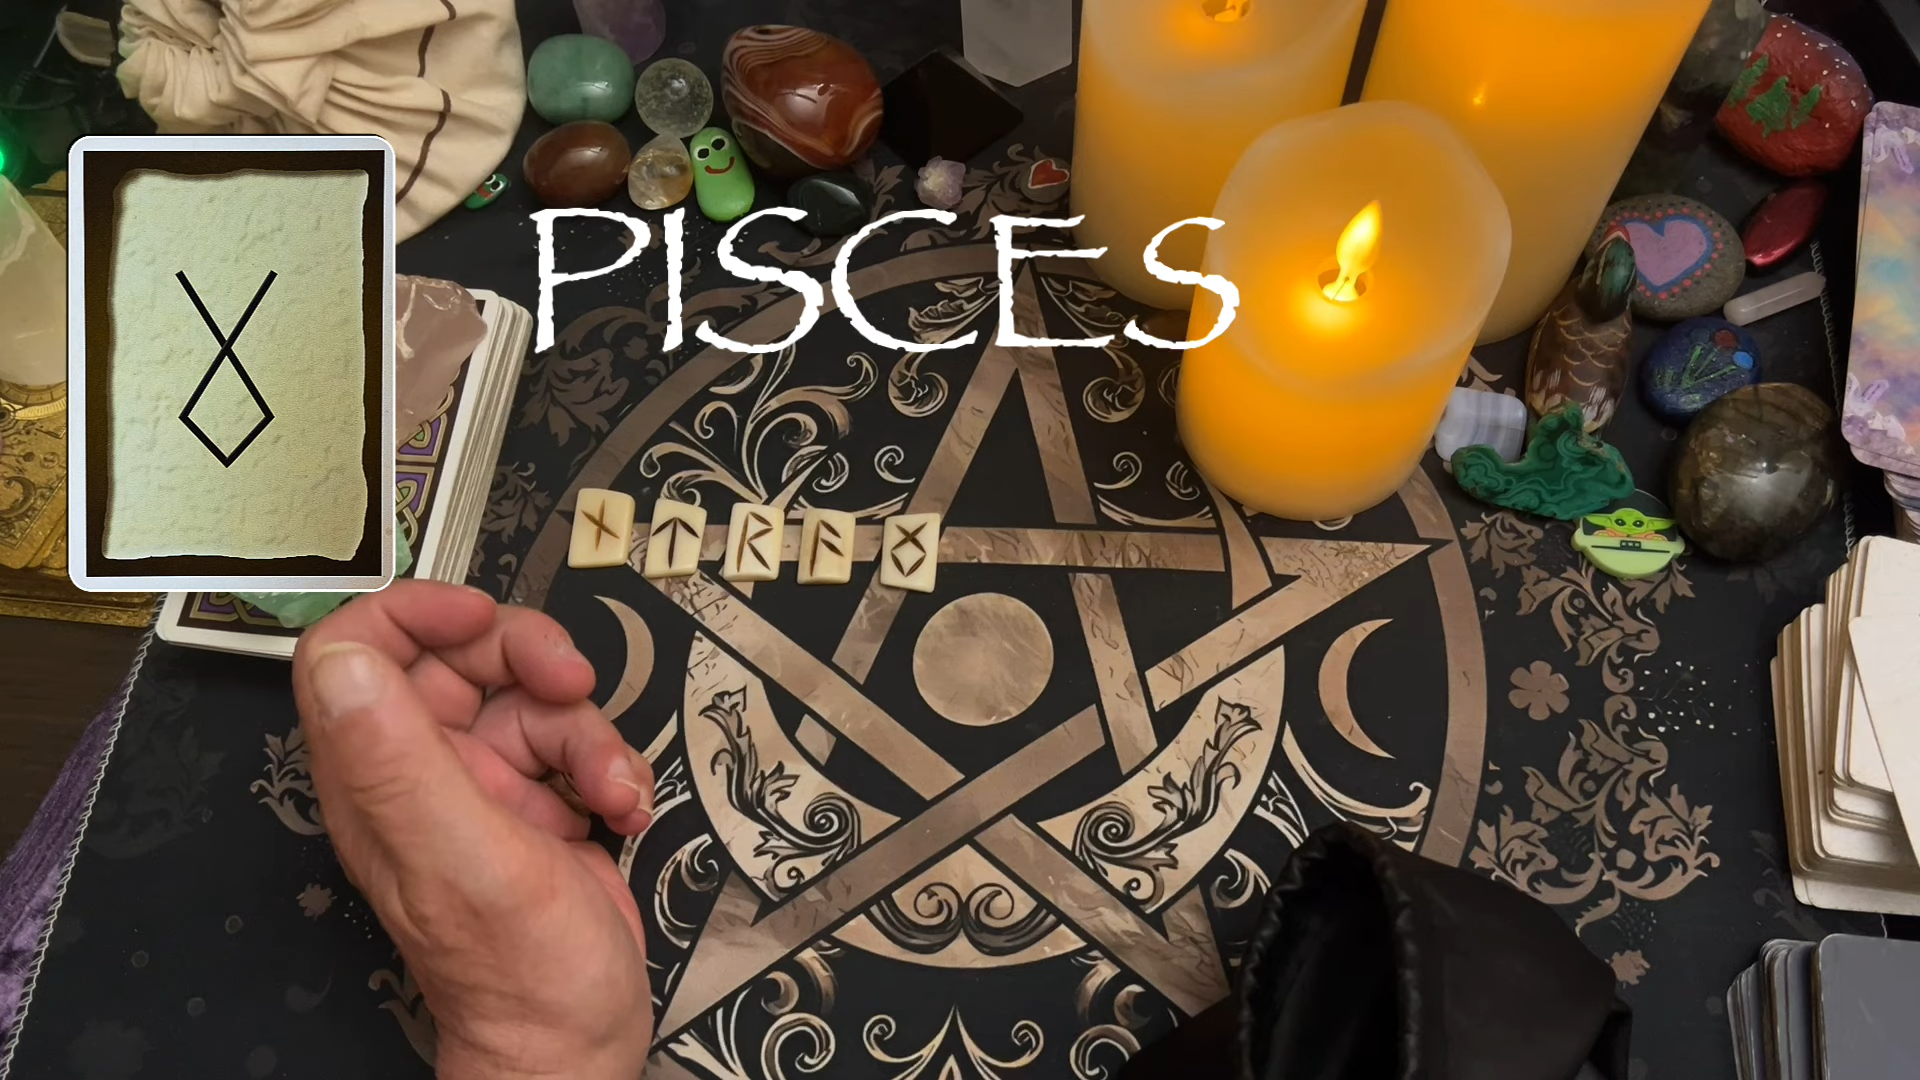 ᛟ
PISCES
ᚾ ᛏ ᚱ ᚨ ᛟ